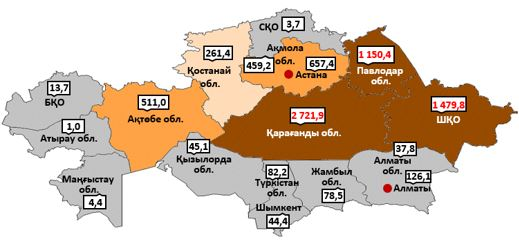 СҚО
3,7
261,4
Қостанай
обл.
Ақмола
обл.
459,2
657,4
Астана
1 150,4
Павлодар
обл.
13,7
БҚО
511,0
Ақтөбе обл.
2 721,9
Қарағанды обл.
1 479,8
ШҚО
1,0
Атырау обл.
45,1
Қызылорда
обл.
37,8
Алматы
обл.
126,1
Алматы
Маңғыстау
обл.
4,4
82,2
Түркістан
обл.
Жамбыл
обл.
78,5
Шымкент
44,4